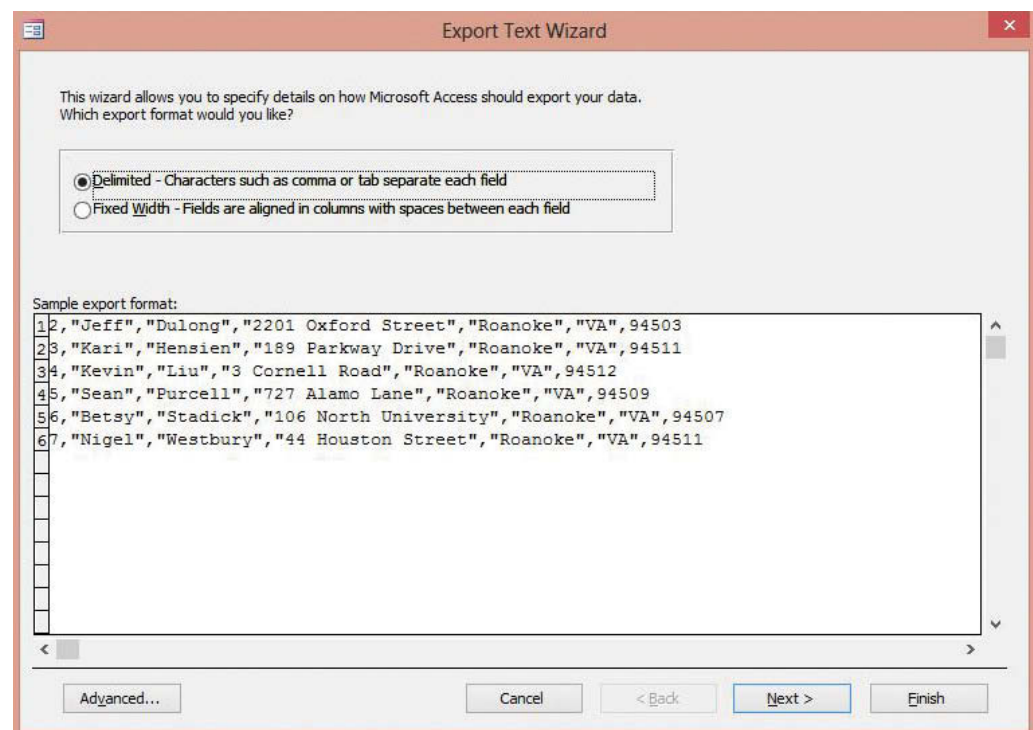 Export Text Wizard
This wizard allows you to specify details on how Microsoft Access should export your data.
Which export format would you like?
Delimited - Characters such as comma or tab separate each field
Fixed Width - Fields are aligned in columns with spaces between each field
Sample export format:
1 2,"Jeff","Dulong","2201 Oxford Street","Roanoke","VA",94503
2 3,"Kari","Hensien","189 Parkway Drive","Roanoke","VA",94511
3 4,"Kevin","Liu","3 Cornell Road","Roanoke","VA",94512
4 5,"Sean","Purcell","727 Alamo Lane","Roanoke","VA",94509
5 6,"Betsy","Stadick","106 North University","Roanoke","VA",94507
6 7,"Nigel","Westbury","44 Houston Street","Roanoke","VA",94511
Advanced... Cancel < Back Next > Finish